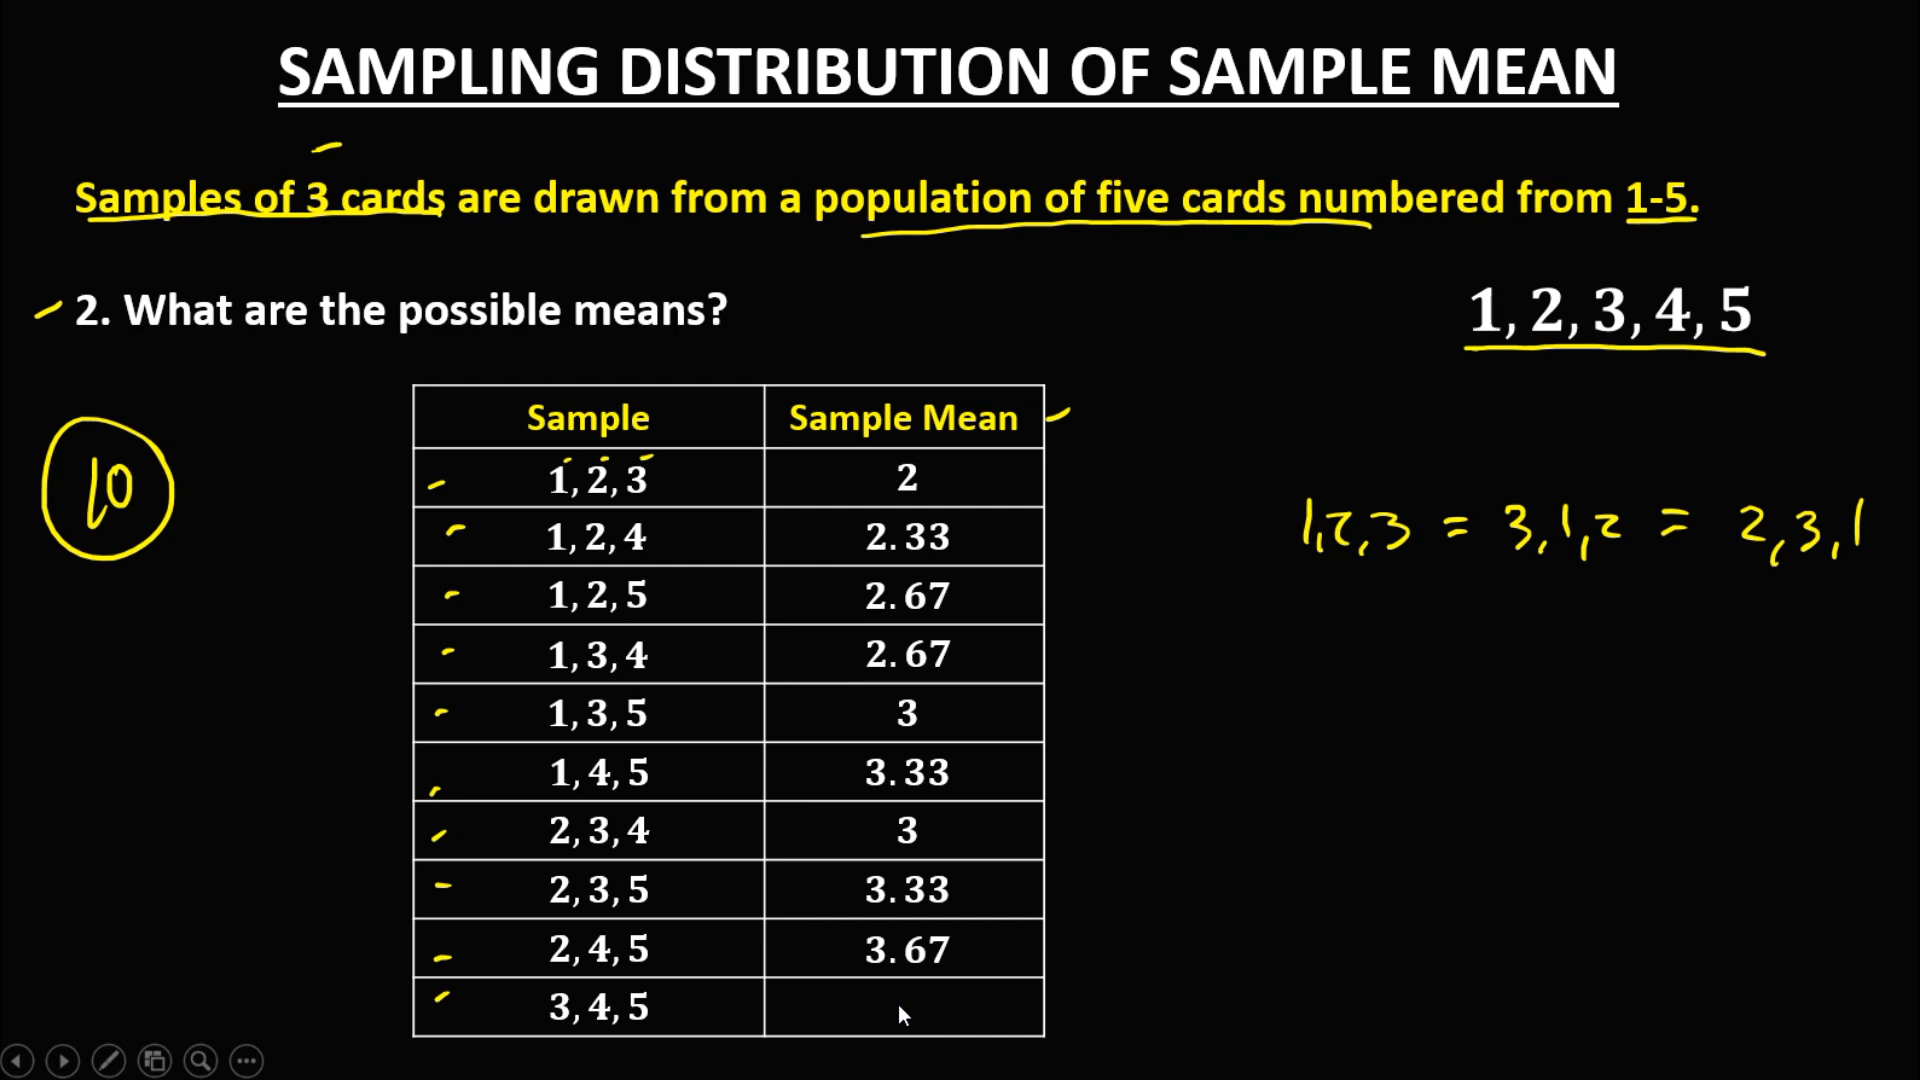 SAMPLING DISTRIBUTION OF SAMPLE MEAN
Samples of 3 cards are drawn from a population of five cards numbered from 1-5.
2. What are the possible means?
1, 2, 3, 4, 5
10
Sample Sample Mean
1, 2, 3 2
1, 2, 4 2.33
1, 2, 5 2.67
1, 3, 4 2.67
1, 3, 5 3
1, 4, 5 3.33
2, 3, 4 3
2, 3, 5 3.33
2, 4, 5 3.67
3, 4, 5
1,2,3 = 3,1,2 = 2,3,1